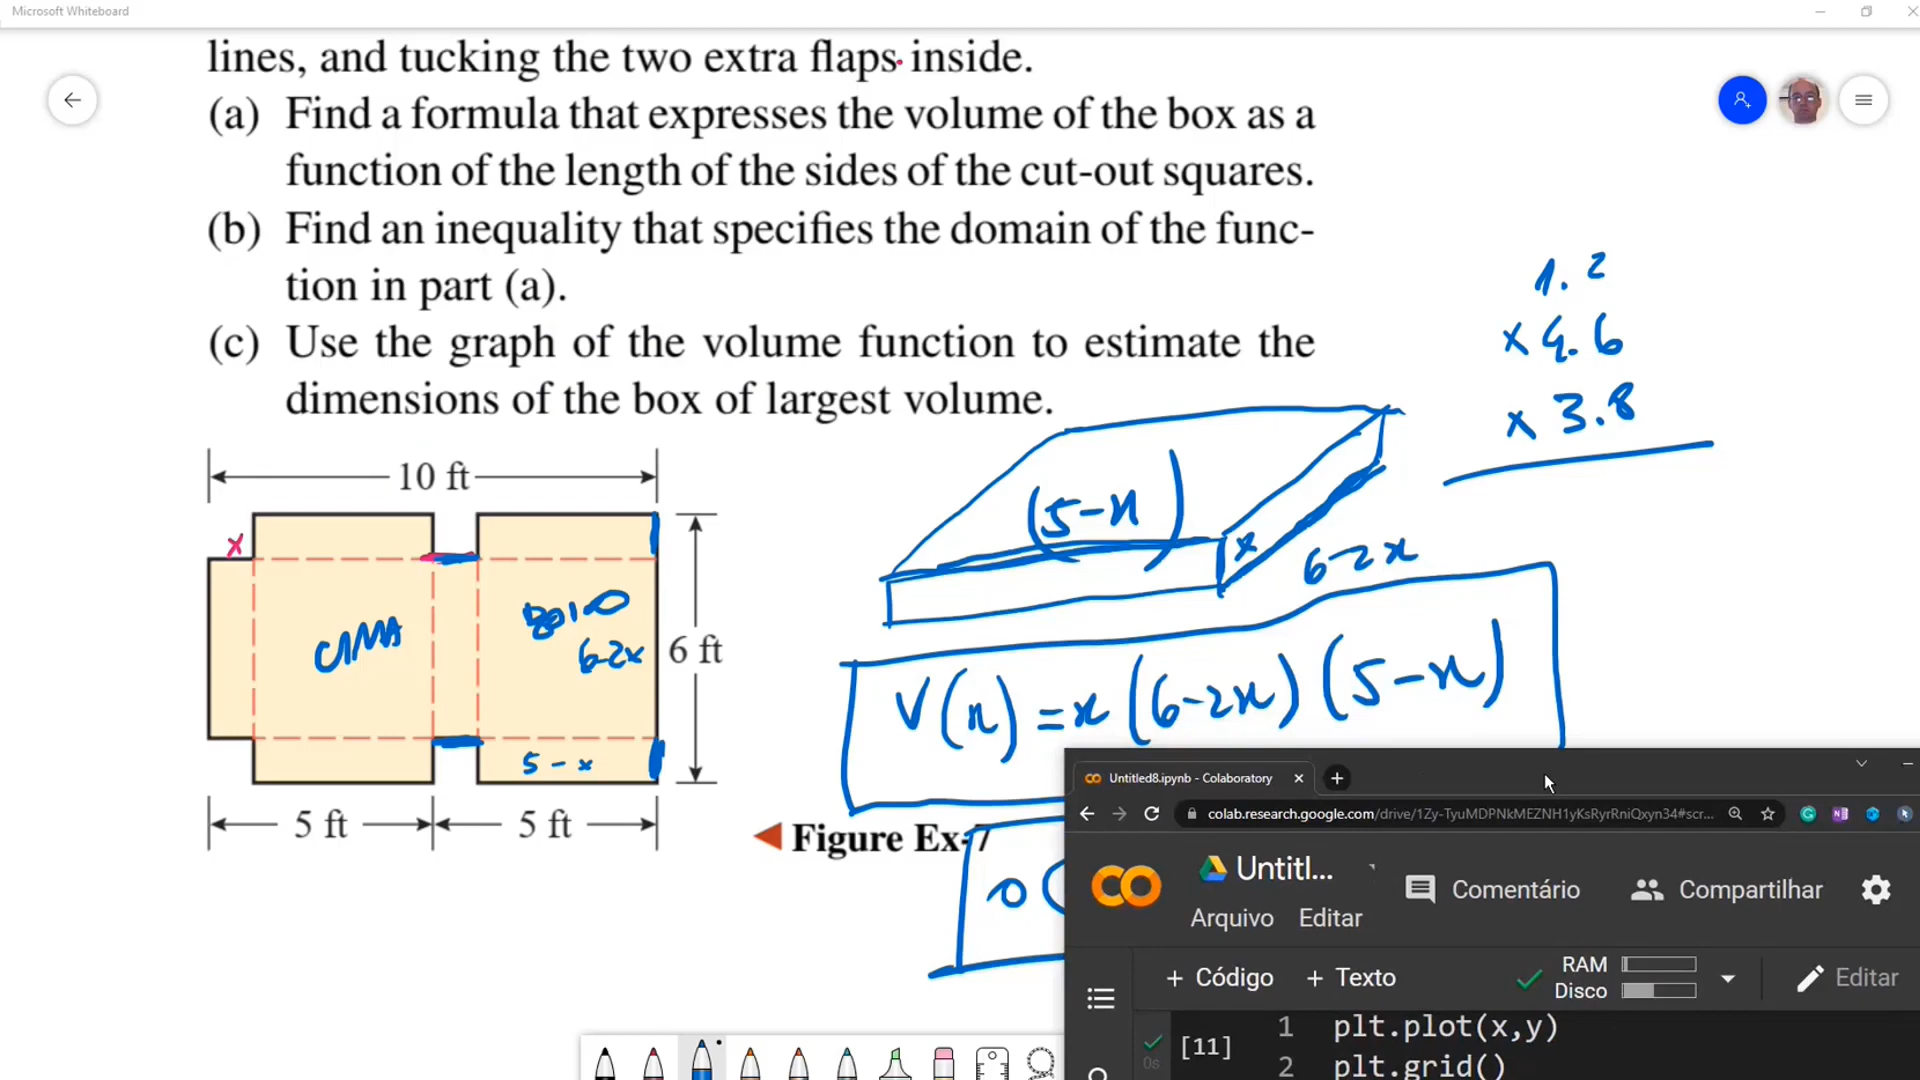 Microsoft Whiteboard
lines, and tucking the two extra flaps inside.
(a) Find a formula that expresses the volume of the box as a
function of the length of the sides of the cut-out squares.
(b) Find an inequality that specifies the domain of the func-
tion in part (a).
(c) Use the graph of the volume function to estimate the
dimensions of the box of largest volume.
1.2
x 4.6
x 3.8
10 ft
x
CIMA
6-2x
6 ft
5-x
5 ft
5 ft
Figure Ex-7
(5-x)
x
6-2x
V(x)=x(6-2x)(5-x)
0
Untitled8.ipynb - Colaboratory
colab.research.google.com/drive/1Zy-TyuMDPNkMEZNH1yKsRyrRniQxyn34#scr...
Untitl...
Comentário
Compartilhar
Arquivo Editar
+ Código + Texto
RAM
Disco
Editar
[11]
0s
1 plt.plot(x,y)
2 plt.grid()